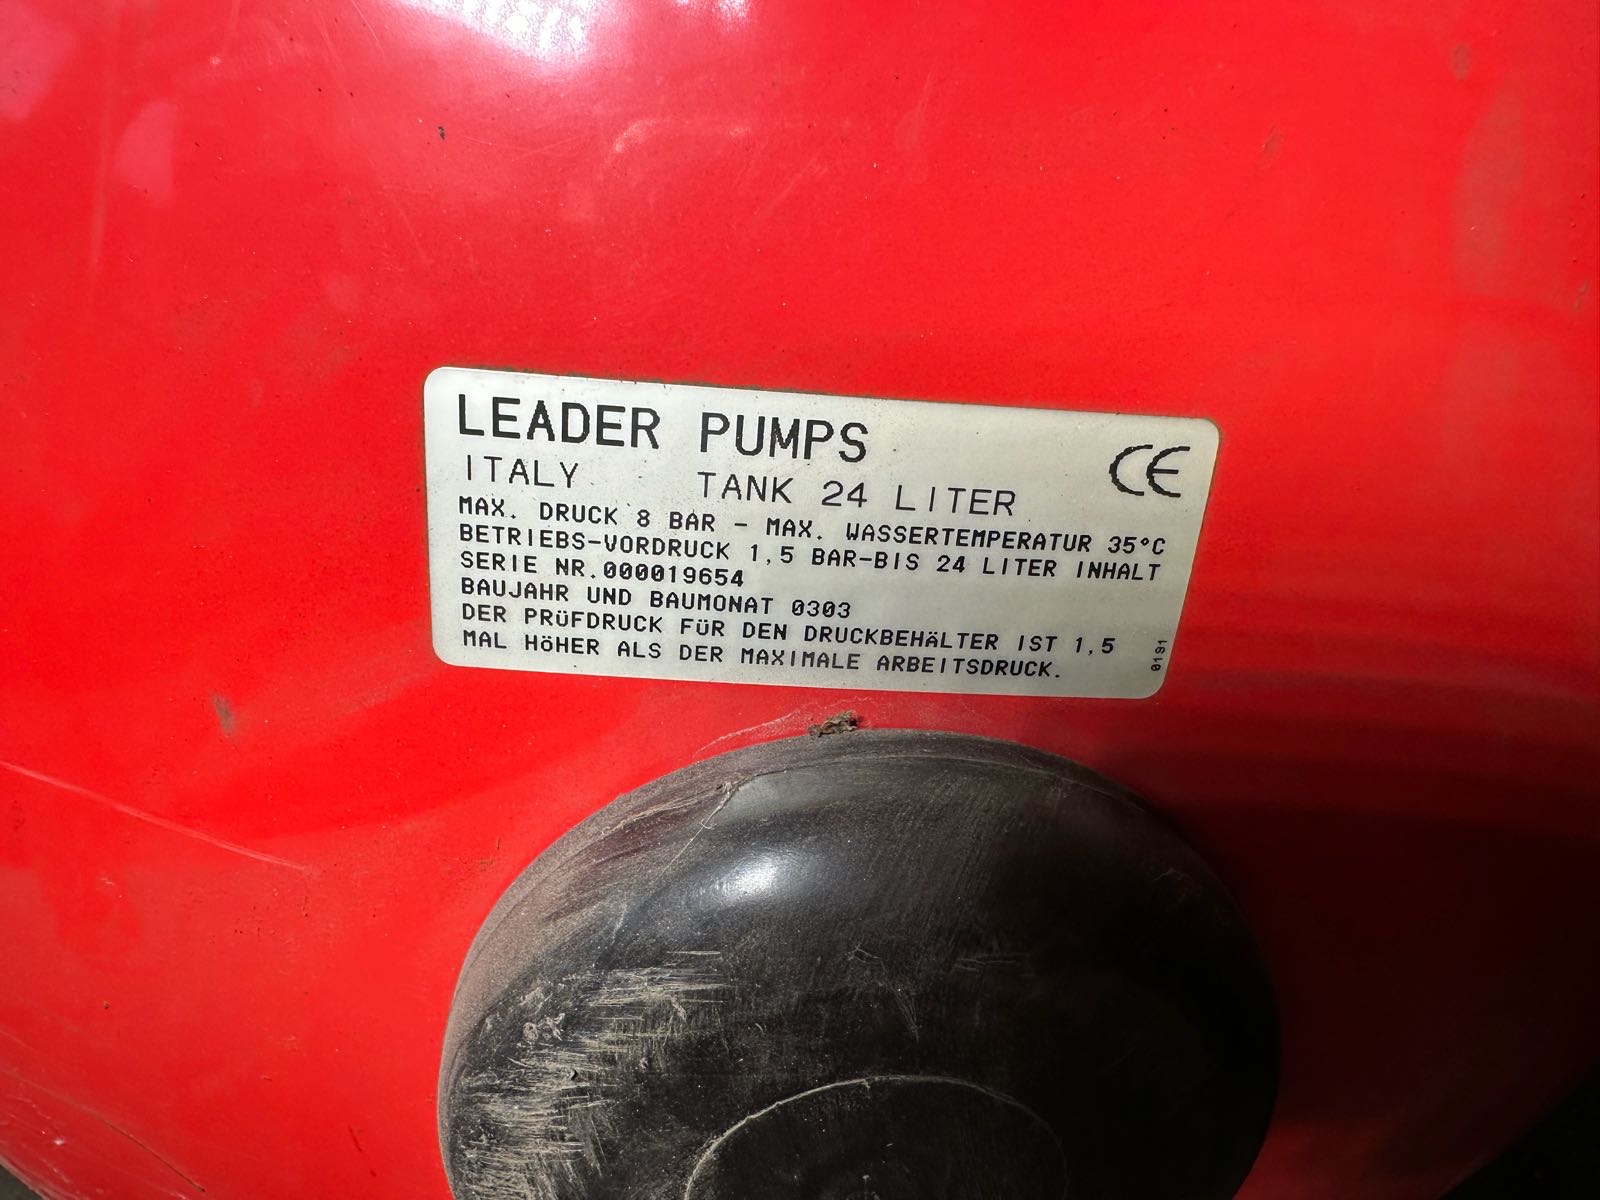 LEADER PUMPS
CE
ITALY TANK 24 LITER
MAX. DRUCK 8 BAR - MAX. WASSERTEMPERATUR 35°C
BETRIEBS-VORDRUCK 1,5 BAR-BIS 24 LITER INHALT
SERIE NR.000019654
BAUJAHR UND BAUMONAT 0303
DER PRÜFDRUCK FÜR DEN DRUCKBEHÄLTER IST 1,5
MAL HÖHER ALS DER MAXIMALE ARBEITSDRUCK.
0191